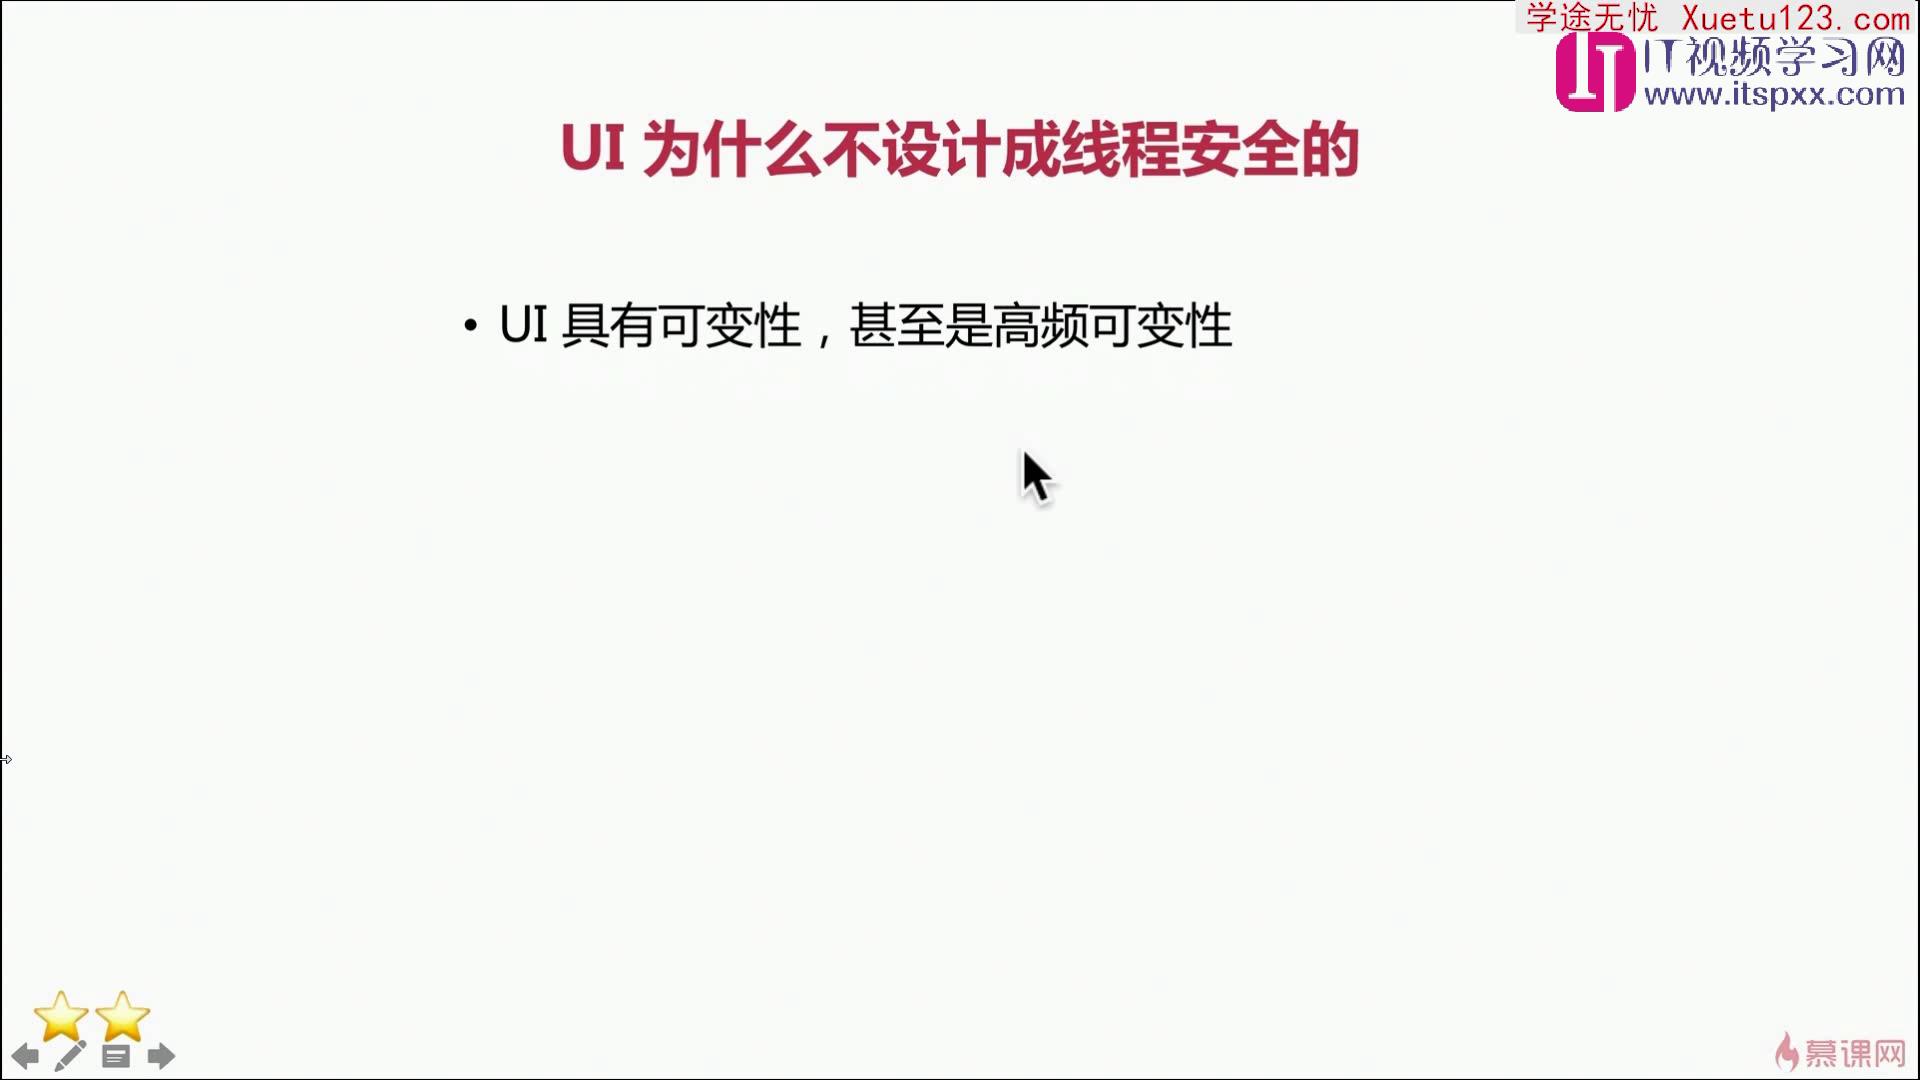 学途无忧 Xuetu123.com
IT视频学习网
www.itspxx.com
UI 为什么不设计成线程安全的
• UI 具有可变性，甚至是高频可变性
慕课网